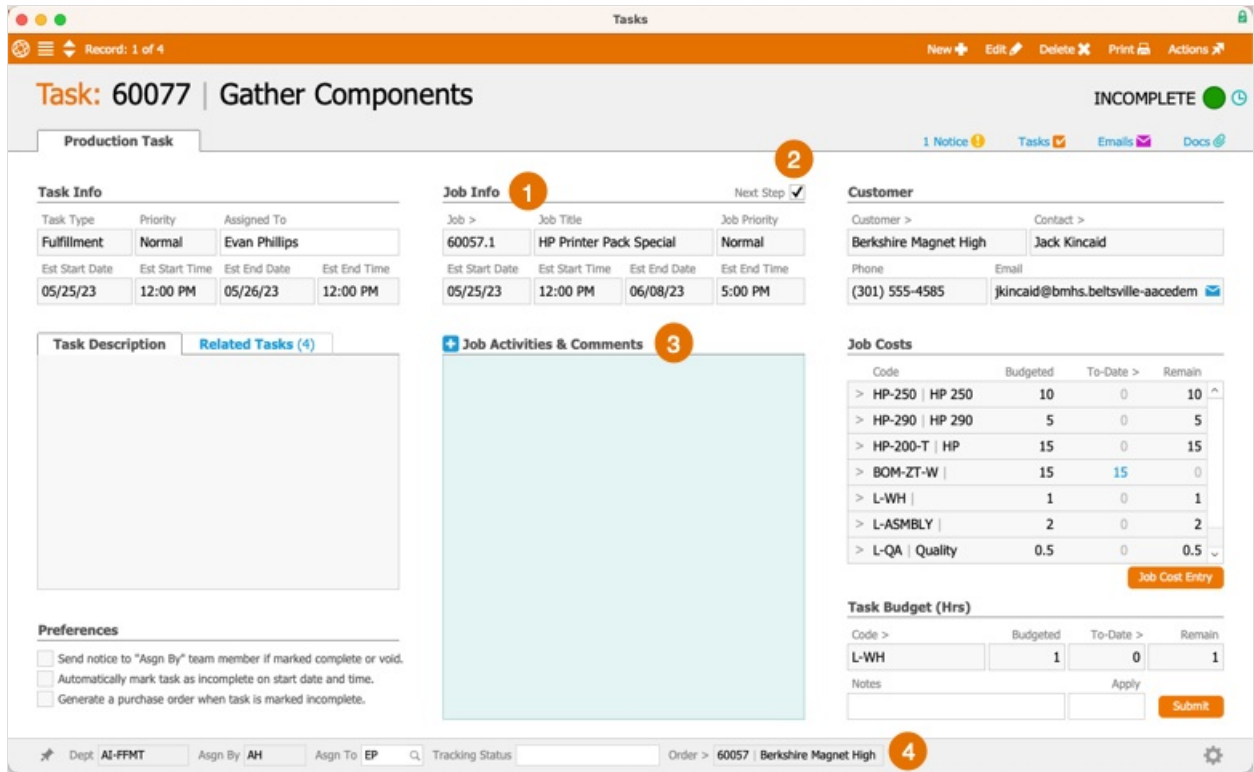 Tasks
Record: 1 of 4
New Edit Delete Print Actions
Task: 60077 | Gather Components
INCOMPLETE
Production Task
1 Notice Tasks Emails Docs
2
Task Info
Task Type Priority Assigned To
Fulfillment Normal Evan Phillips
Est Start Date Est Start Time Est End Date Est End Time
05/25/23 12:00 PM 05/26/23 12:00 PM
Job Info 1 Next Step
Job > Job Title Job Priority
60057.1 HP Printer Pack Special Normal
Est Start Date Est Start Time Est End Date Est End Time
05/25/23 12:00 PM 06/08/23 5:00 PM
Customer
Customer > Contact >
Berkshire Magnet High Jack Kincaid
Phone Email
(301) 555-4585 jkincaid@bmhs.beltsville-aacedem
Task Description Related Tasks (4)
Job Activities & Comments 3
Job Costs
Code Budgeted To-Date > Remain
> HP-250 | HP 250 10 0 10
> HP-290 | HP 290 5 0 5
> HP-200-T | HP 15 0 15
> BOM-ZT-W | 15 15 0
> L-WH | 1 0 1
> L-ASMBLY | 2 0 2
> L-QA | Quality 0.5 0 0.5
Job Cost Entry
Preferences
Send notice to "Asgn By" team member if marked complete or void.
Automatically mark task as incomplete on start date and time.
Generate a purchase order when task is marked incomplete.
Task Budget (Hrs)
Code > Budgeted To-Date > Remain
L-WH 1 0 1
Notes Apply
Submit
Dept AI-FFMT Asgn By AH Asgn To EP Tracking Status Order > 60057 | Berkshire Magnet High 4